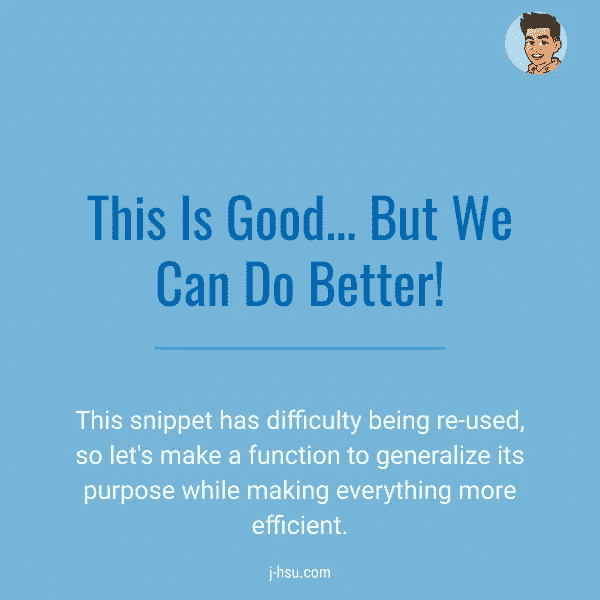 This Is Good... But We
Can Do Better!
This snippet has difficulty being re-used,
so let's make a function to generalize its
purpose while making everything more
efficient.
j-hsu.com